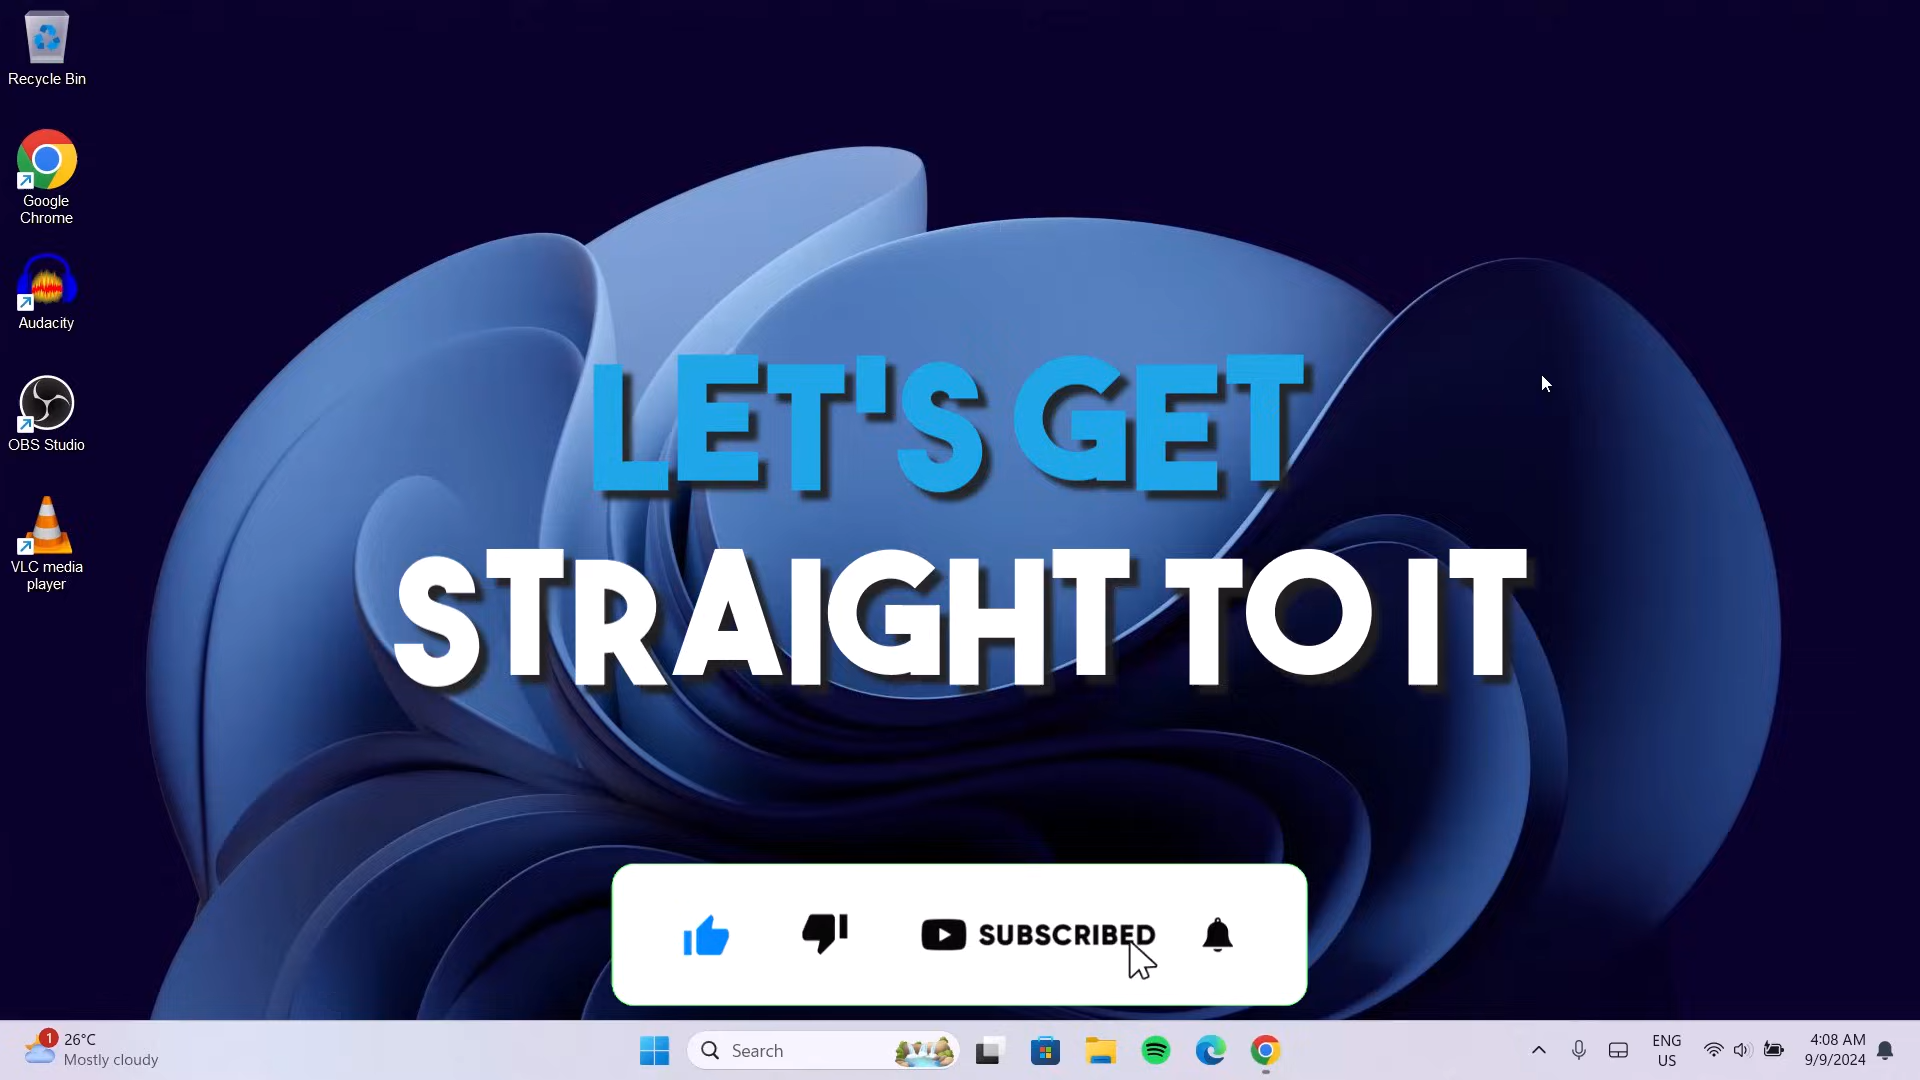 Recycle Bin
Google
Chrome
Audacity
OBS Studio
VLC media
player
LET'S GET
STRAIGHT TO IT
SUBSCRIBED
1
26°C
Mostly cloudy
Search
ENG
US
4:08 AM
9/9/2024